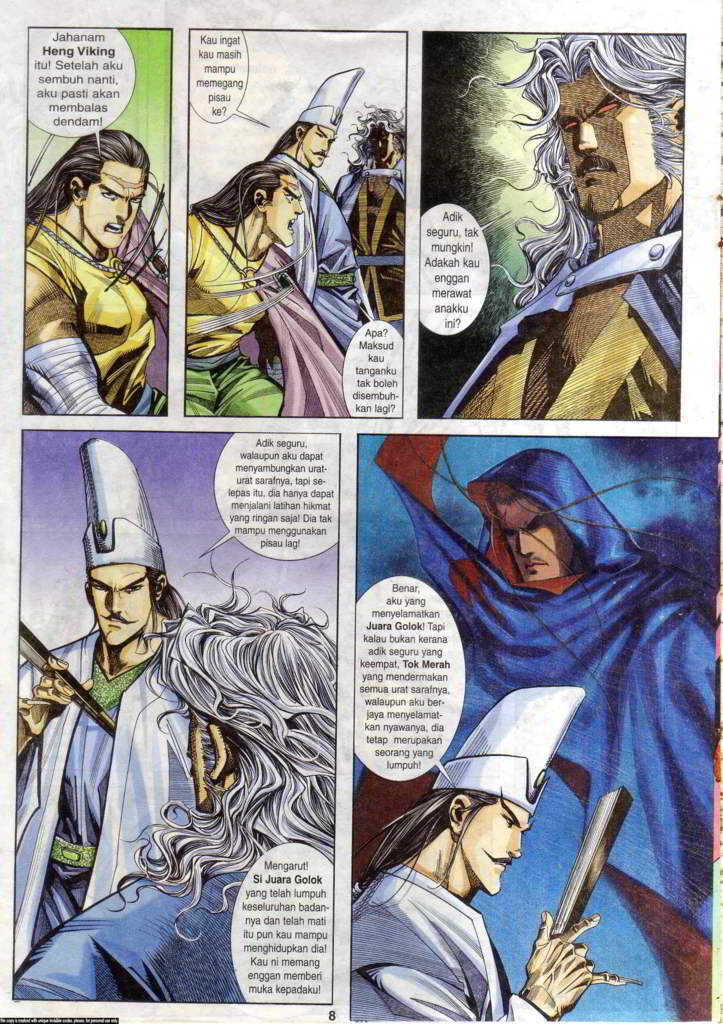 Jahanam
Heng Viking
itu! Setelah aku
sembuh nanti,
aku pasti akan
membalas
dendam!
Kau ingat
kau masih
mampu
memegang
pisau
ke?
Apa?
Maksud
kau
tanganku
tak boleh
disembuh-
kan lagi?
Adik
seguru, tak
mungkin!
Adakah kau
enggan
merawat
anakku
ini?
Adik seguru,
walaupun aku dapat
menyambungkan urat-
urat sarafnya, tapi se-
lepas itu, dia hanya dapat
menjalani latihan hikmat
yang ringan saja! Dia tak
mampu menggunakan
pisau lag!
Mengarut!
Si Juara Golok
yang telah lumpuh
keseluruhan badan-
nya dan telah mati
itu pun kau mampu
menghidupkan dia!
Kau ni memang
enggan memberi
muka kepadaku!
Benar,
aku yang
menyelamatkan
Juara Golok! Tapi
kalau bukan kerana
adik seguru yang
keempat, Tok Merah
yang mendermakan
semua urat sarafnya,
walaupun aku ber-
jaya menyelamat-
kan nyawanya, dia
tetap merupakan
seorang yang
lumpuh!
8